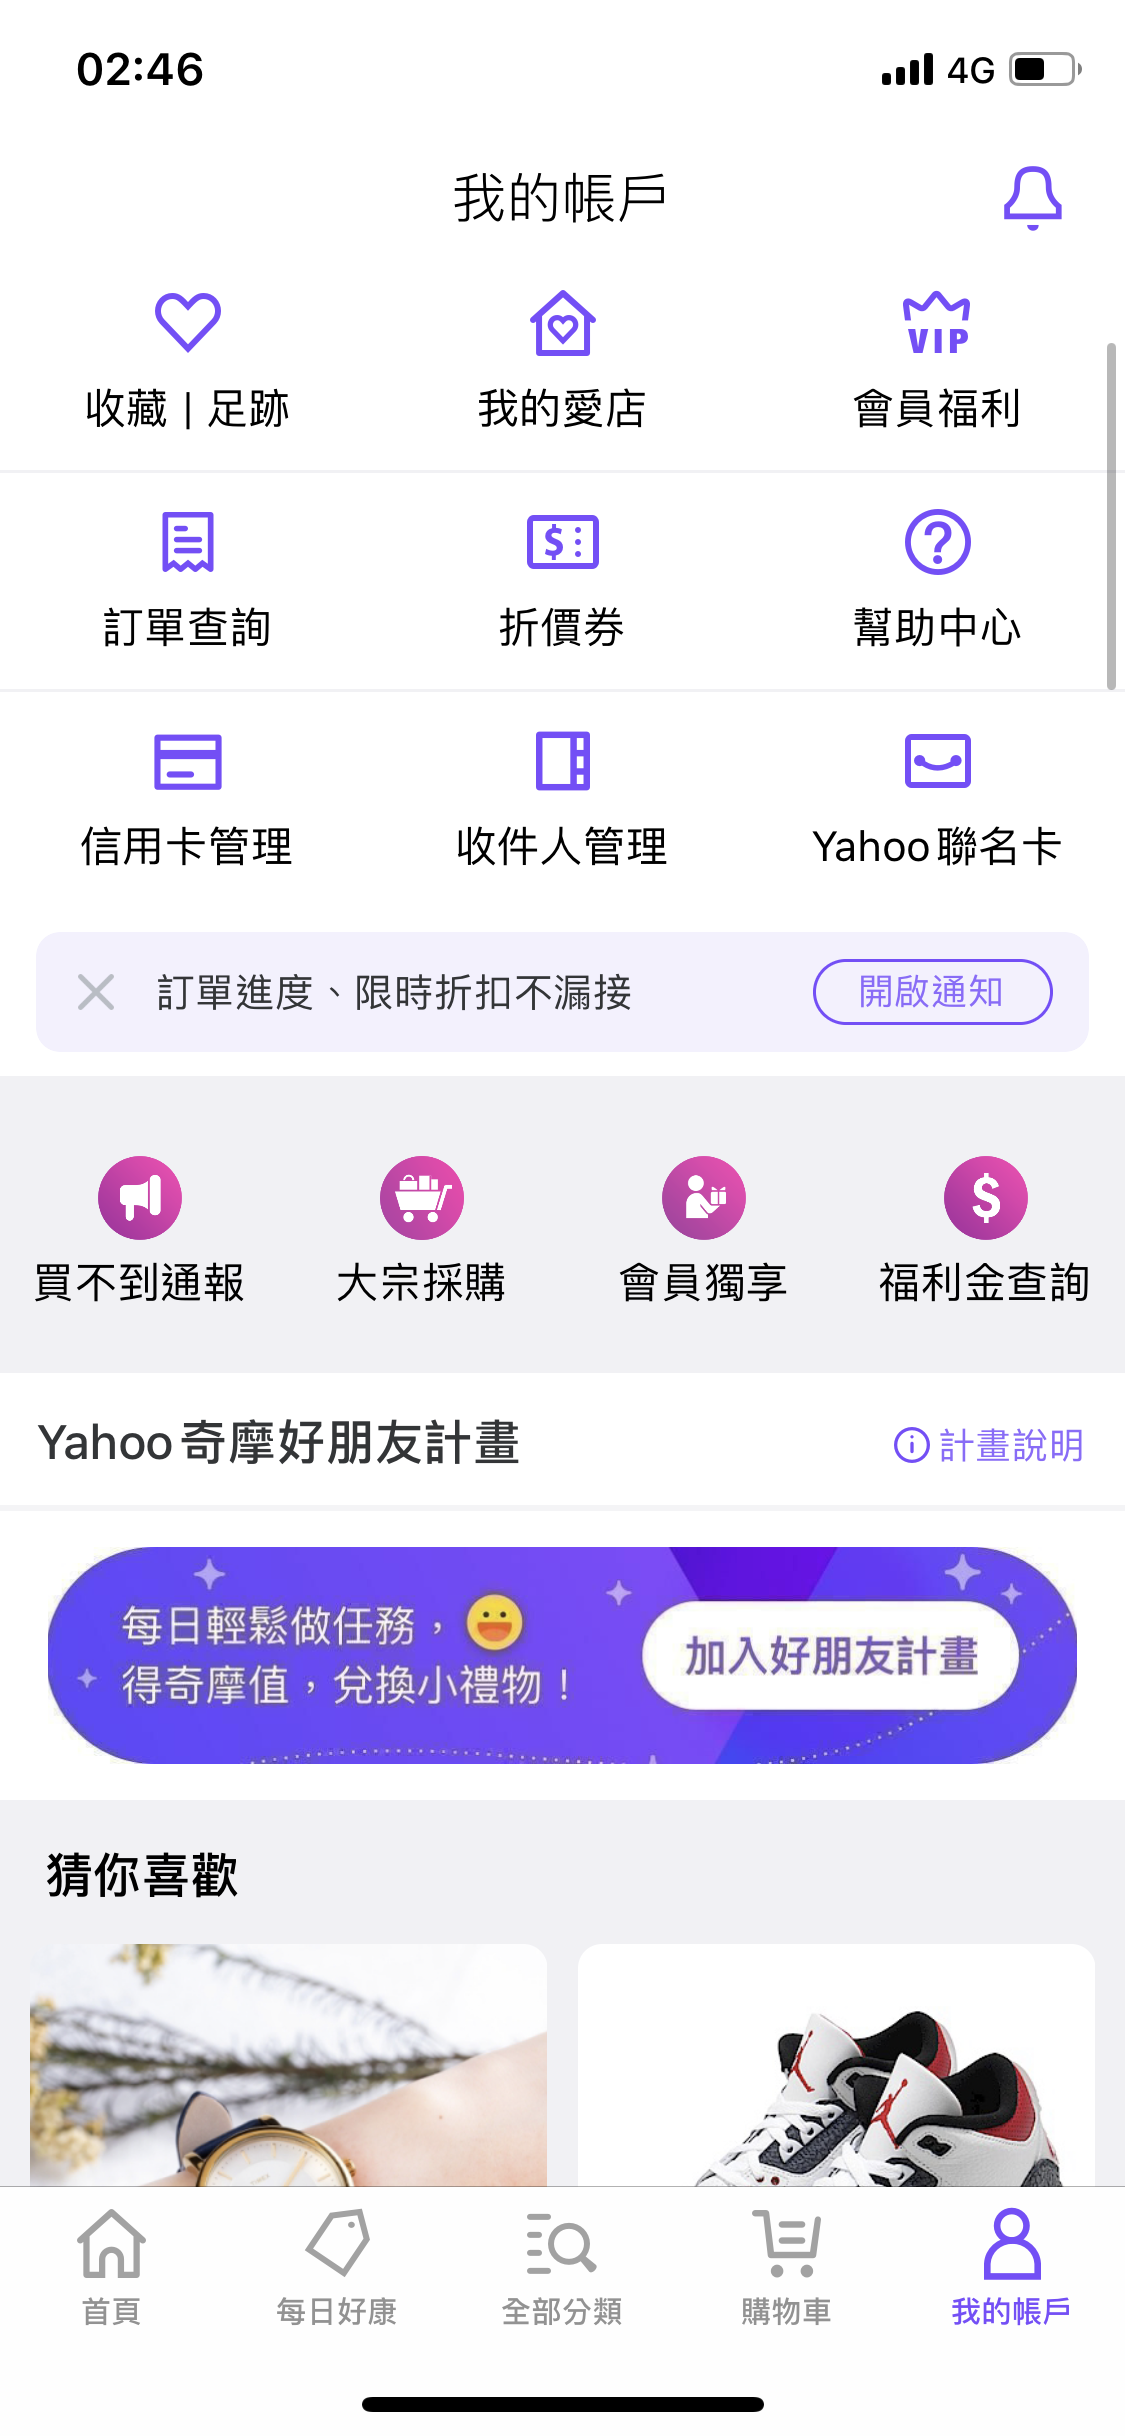 02:46
4G
我的帳戶
VIP
收藏 | 足跡
我的愛店
會員福利
訂單查詢
折價券
幫助中心
信用卡管理
收件人管理
Yahoo聯名卡
訂單進度、限時折扣不漏接
開啟通知
買不到通報
大宗採購
會員獨享
福利金查詢
Yahoo奇摩好朋友計畫
計畫說明
每日輕鬆做任務，
得奇摩值，兌換小禮物！
加入好朋友計畫
猜你喜歡
首頁
每日好康
全部分類
購物車
我的帳戶